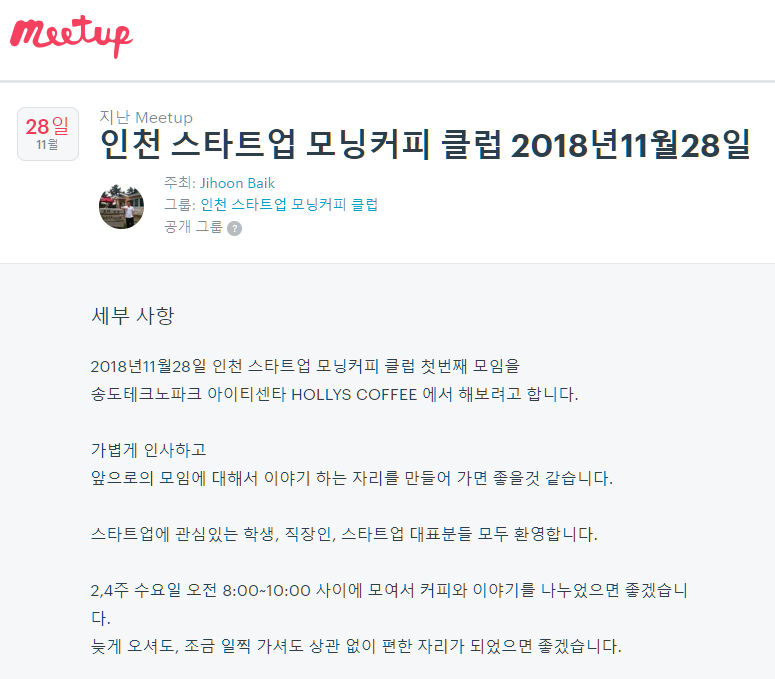 Meetup
28일
11월
지난 Meetup
인천 스타트업 모닝커피 클럽 2018년11월28일
주최: Jihoon Baik
그룹: 인천 스타트업 모닝커피 클럽
공개 그룹 ?
세부 사항
2018년11월28일 인천 스타트업 모닝커피 클럽 첫번째 모임을
송도테크노파크 아이티센타 HOLLYS COFFEE 에서 해보려고 합니다.
가볍게 인사하고
앞으로의 모임에 대해서 이야기 하는 자리를 만들어 가면 좋을것 같습니다.
스타트업에 관심있는 학생, 직장인, 스타트업 대표분들 모두 환영합니다.
2,4주 수요일 오전 8:00~10:00 사이에 모여서 커피와 이야기를 나누었으면 좋겠습니
다.
늦게 오셔도, 조금 일찍 가셔도 상관 없이 편한 자리가 되었으면 좋겠습니다.